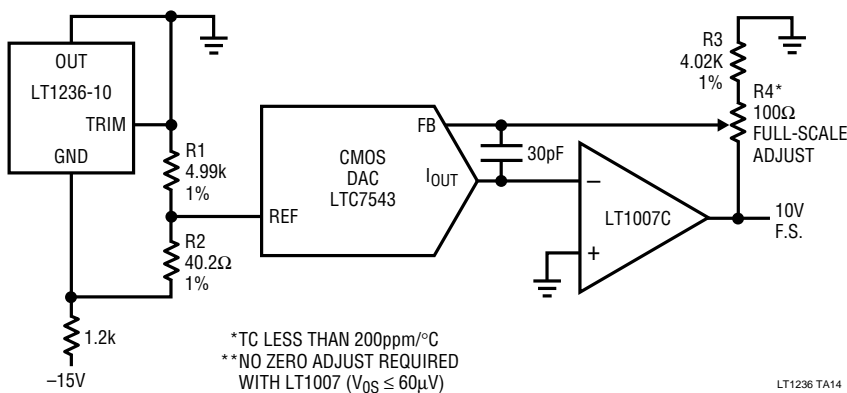 OUT
LT1236-10
TRIM
GND
R1
4.99k
1%
R2
40.2Ω
1%
1.2k
–15V
REF
CMOS
DAC
LTC7543
FB
IOUT
30pF
–
+
LT1007C
R3
4.02K
1%
R4*
100Ω
FULL-SCALE
ADJUST
10V
F.S.
*TC LESS THAN 200ppm/°C
**NO ZERO ADJUST REQUIRED
WITH LT1007 (V0S ≤ 60µV)
LT1236 TA14